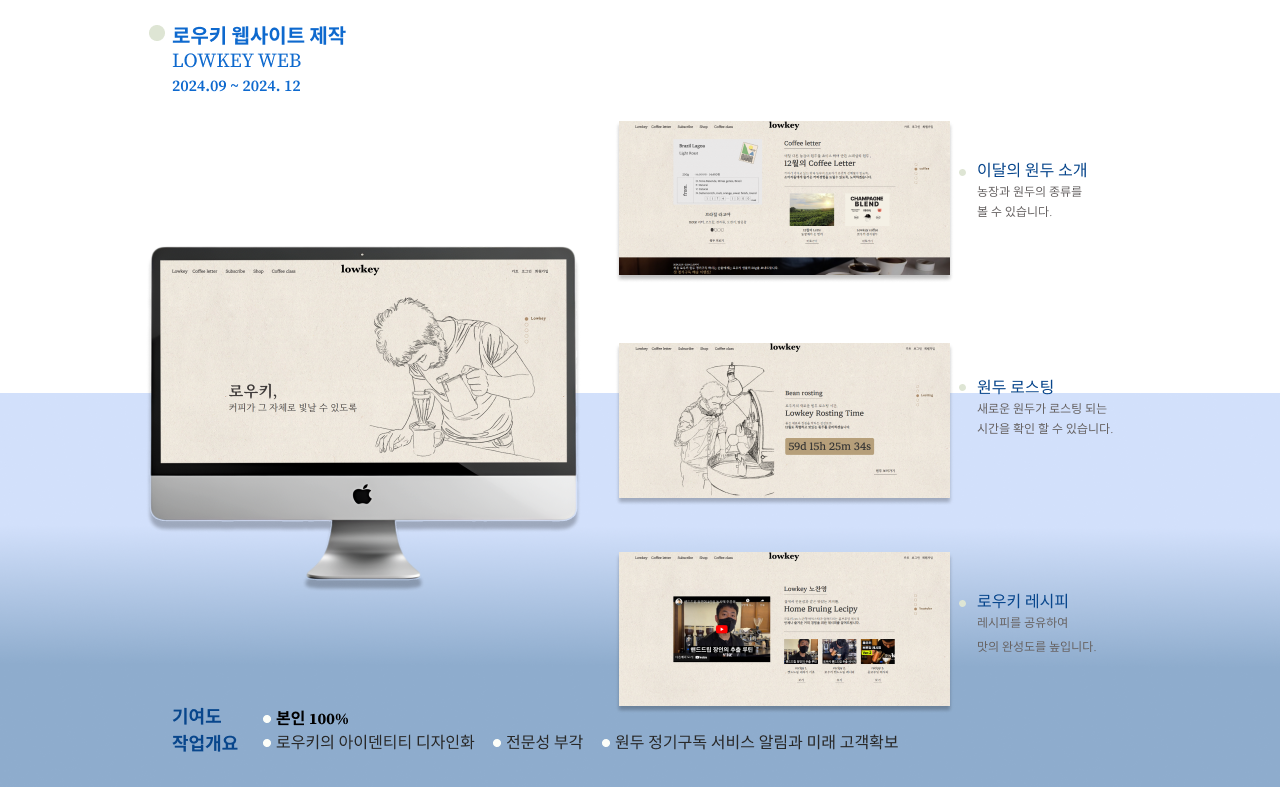 로우키 웹사이트 제작
LOWKEY WEB
2024.09 ~ 2024. 12
Lowkey Coffee letter Subscribe Shop Coffee class
lowkey
로우키,
커피가 그 자체로 빛날 수 있도록
Lowkey Coffee letter Subscribe Shop Coffee class
lowkey
Brazil Lagoa
Light Roast
Coffee letter
12월의 Coffee Letter
CHAMPAGNE
BLEND
이달의 원두 소개
농장과 원두의 종류를
볼 수 있습니다.
Lowkey Coffee letter Subscribe Shop Coffee class
lowkey
Bean rosting
Lowkey Rosting Time
59d 15h 25m 34s
원두 로스팅
새로운 원두가 로스팅 되는
시간을 확인 할 수 있습니다.
Lowkey Coffee letter Subscribe Shop Coffee class
lowkey
Lowkey 노찬영
Home Bruing Lecipy
핸드드립 장인의 추출 루틴
로우키 레시피
레시피를 공유하여
맛의 완성도를 높입니다.
기여도 본인 100%
작업개요 로우키의 아이덴티티 디자인화 전문성 부각 원두 정기구독 서비스 알림과 미래 고객확보